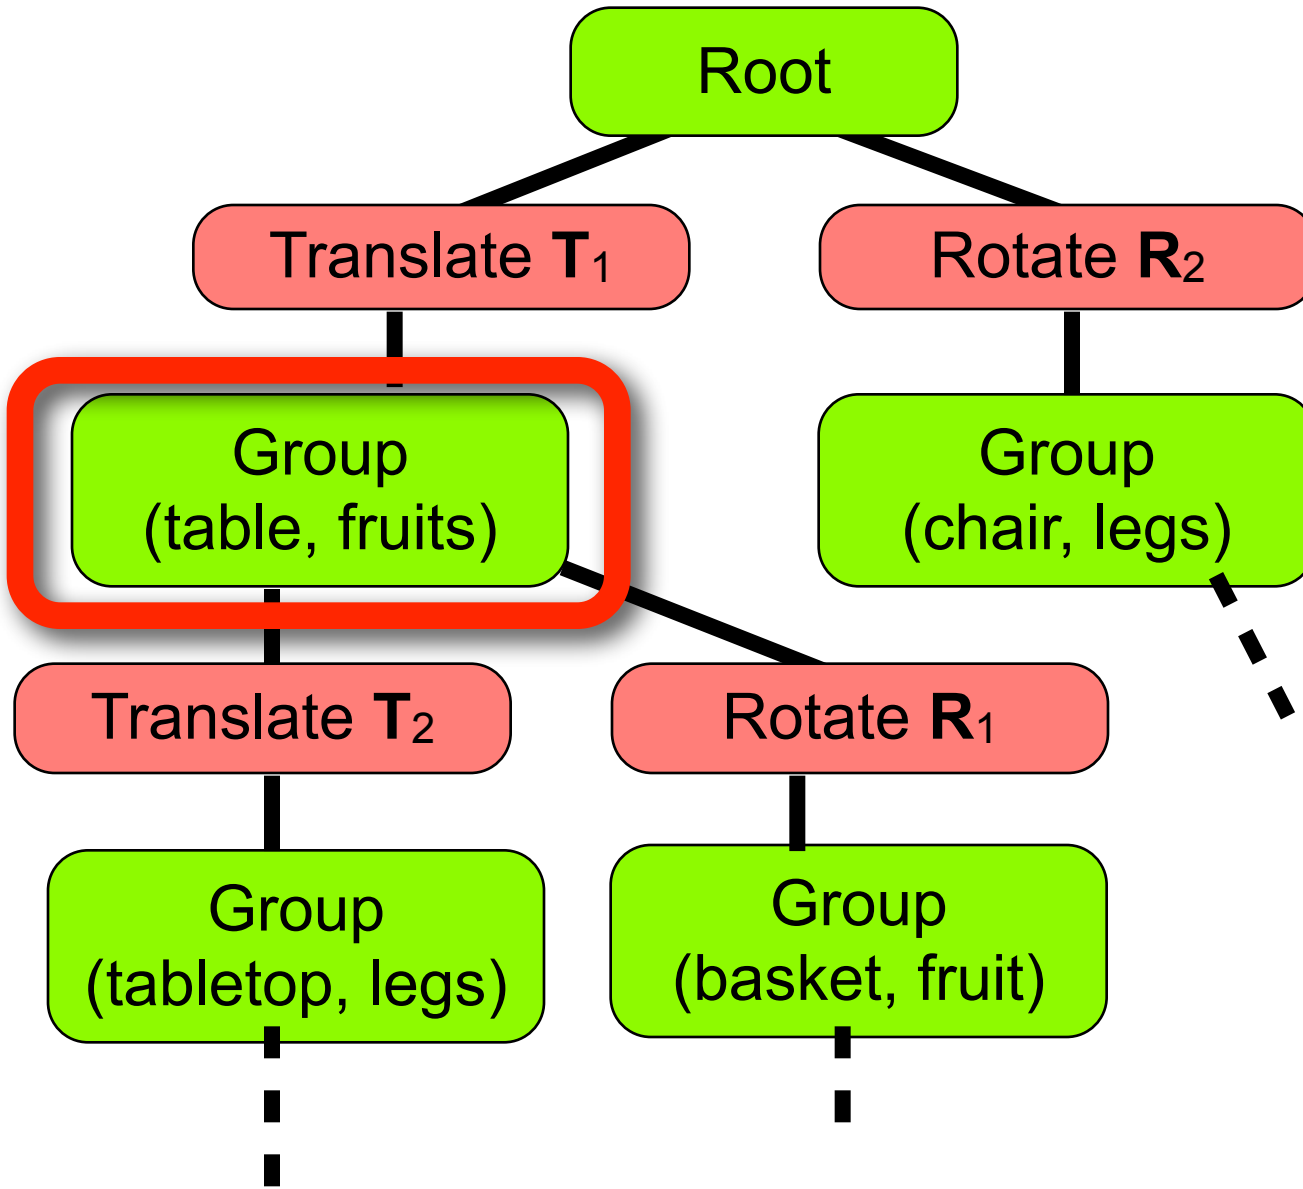 Root
Translate T₁
Rotate R₂
Group
(table, fruits)
Group
(chair, legs)
Translate T₂
Rotate R₁
Group
(tabletop, legs)
Group
(basket, fruit)